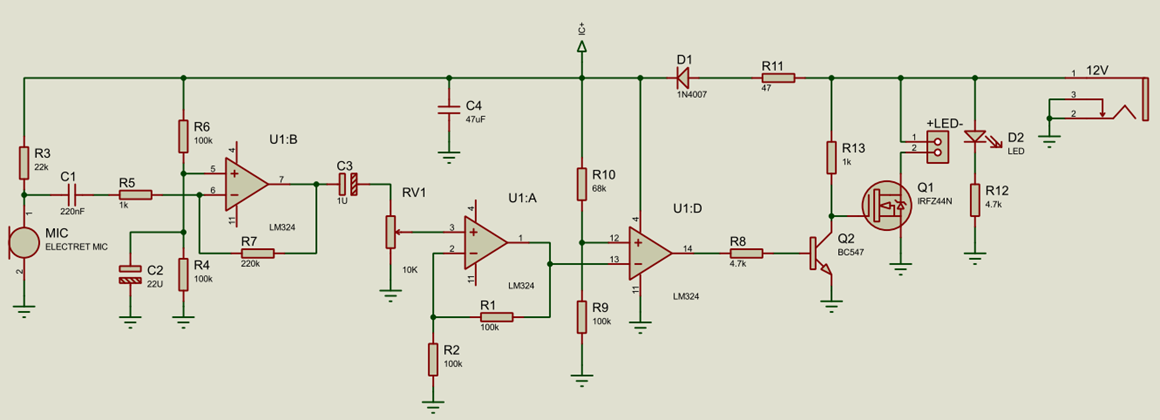 IC+
D1
1N4007
R11
47
1
12V
3
2
R3
22k
R6
100k
U1:B
4
5
6
7
11
LM324
C4
47uF
C1
220nF
R5
1k
C3
1U
RV1
10K
R10
68k
R13
1k
+LED-
1
2
D2
LED
Q1
IRFZ44N
R12
4.7k
1
MIC
ELECTRET MIC
2
C2
22U
R4
100k
R7
220k
U1:A
4
3
2
1
11
LM324
U1:D
4
12
13
14
11
LM324
R8
4.7k
Q2
BC547
R1
100k
R9
100k
R2
100k